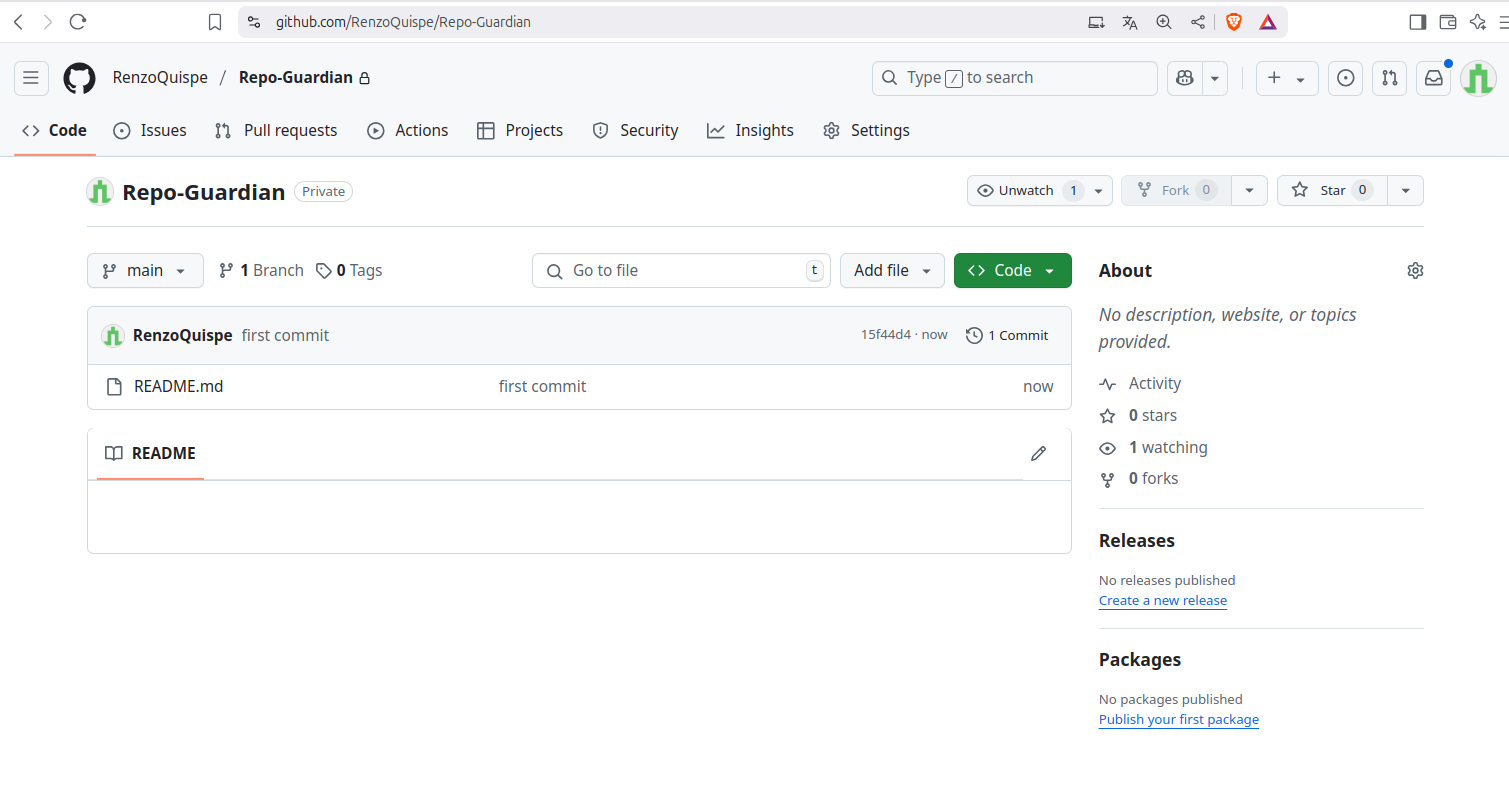 github.com/RenzoQuispe/Repo-Guardian
RenzoQuispe / Repo-Guardian
Type / to search
Code Issues Pull requests Actions Projects Security Insights Settings
Repo-Guardian Private
Unwatch 1 Fork 0 Star 0
main 1 Branch 0 Tags Go to file t Add file Code
RenzoQuispe first commit 15f44d4 · now 1 Commit
README.md first commit now
README
About
No description, website, or topics
provided.
Activity
0 stars
1 watching
0 forks
Releases
No releases published
Create a new release
Packages
No packages published
Publish your first package